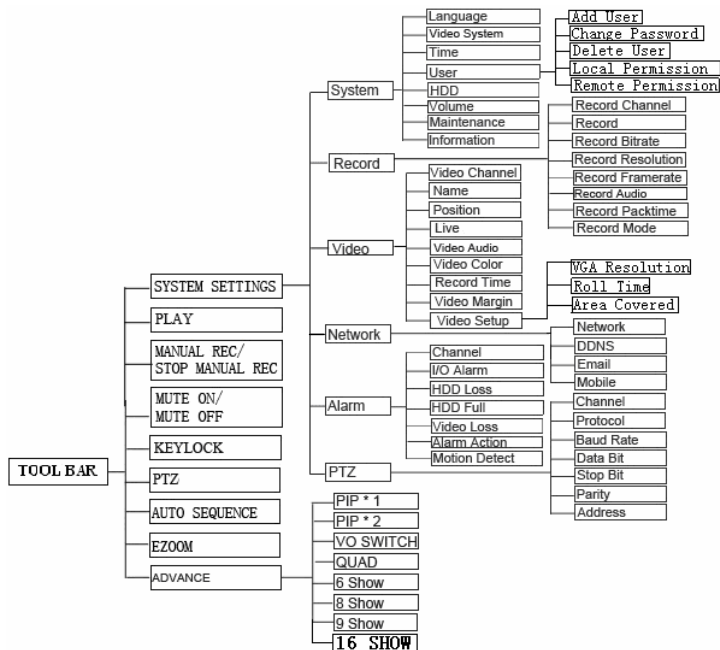 TOOL BAR
SYSTEM SETTINGS
PLAY
MANUAL REC/
STOP MANUAL REC
MUTE ON/
MUTE OFF
KEYLOCK
PTZ
AUTO SEQUENCE
EZOOM
ADVANCE
System
Record
Video
Network
Alarm
PTZ
Language
Video System
Time
User
HDD
Volume
Maintenance
Information
Add User
Change Password
Delete User
Local Permission
Remote Permission
Record Channel
Record
Record Bitrate
Record Resolution
Record Framerate
Record Audio
Record Packtime
Record Mode
Video Channel
Name
Position
Live
Video Audio
Video Color
Record Time
Video Margin
Video Setup
VGA Resolution
Roll Time
Area Covered
Network
DDNS
Email
Mobile
Channel
I/O Alarm
HDD Loss
HDD Full
Video Loss
Alarm Action
Motion Detect
Channel
Protocol
Baud Rate
Data Bit
Stop Bit
Parity
Address
PIP * 1
PIP * 2
VO SWITCH
QUAD
6 Show
8 Show
9 Show
16 SHOW